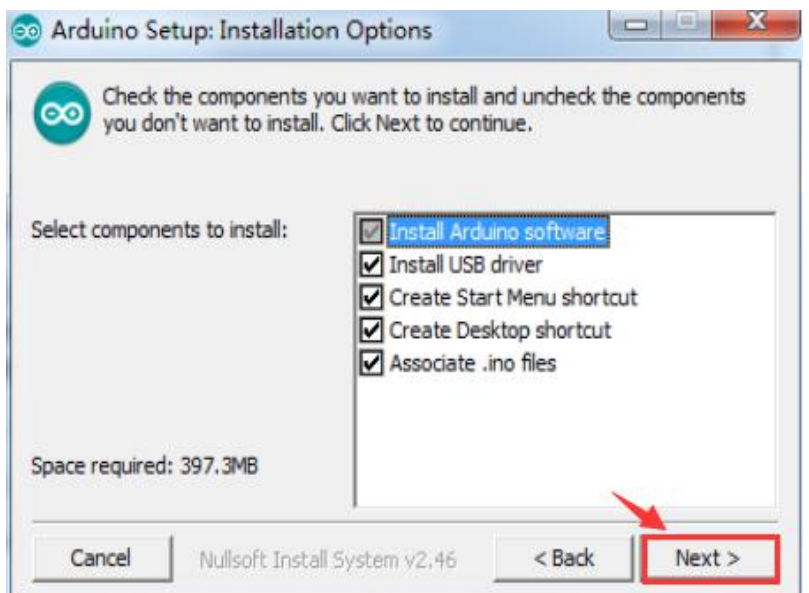 Arduino Setup: Installation Options
Check the components you want to install and uncheck the components
you don't want to install. Click Next to continue.
Select components to install:
Install Arduino software
Install USB driver
Create Start Menu shortcut
Create Desktop shortcut
Associate .ino files
Space required: 397.3MB
Cancel
Nullsoft Install System v2.46
< Back
Next >